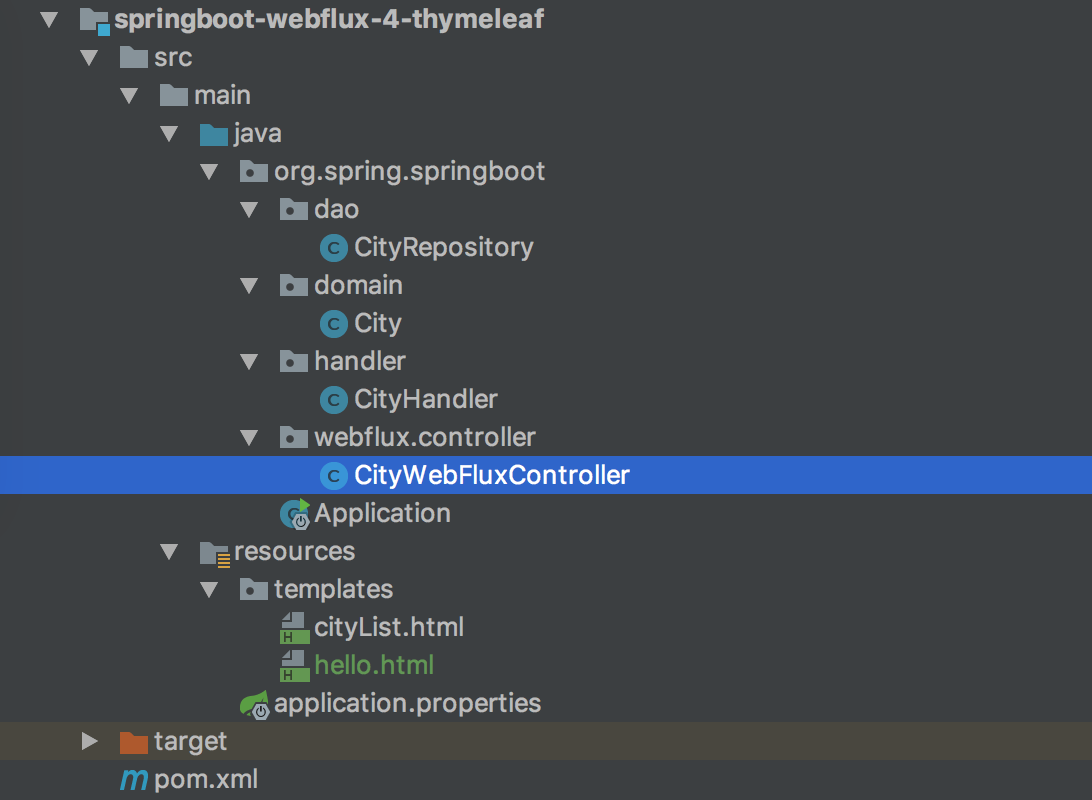 springboot-webflux-4-thymeleaf
src
main
java
org.spring.springboot
dao
C CityRepository
domain
C City
handler
C CityHandler
webflux.controller
C CityWebFluxController
C Application
resources
templates
H cityList.html
H hello.html
application.properties
target
m pom.xml